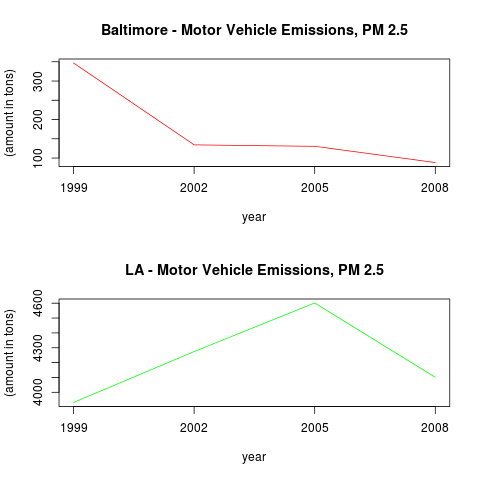 Baltimore - Motor Vehicle Emissions, PM 2.5
(amount in tons)
300
200
100
1999 2002 2005 2008
year
LA - Motor Vehicle Emissions, PM 2.5
(amount in tons)
4600
4300
4000
1999 2002 2005 2008
year